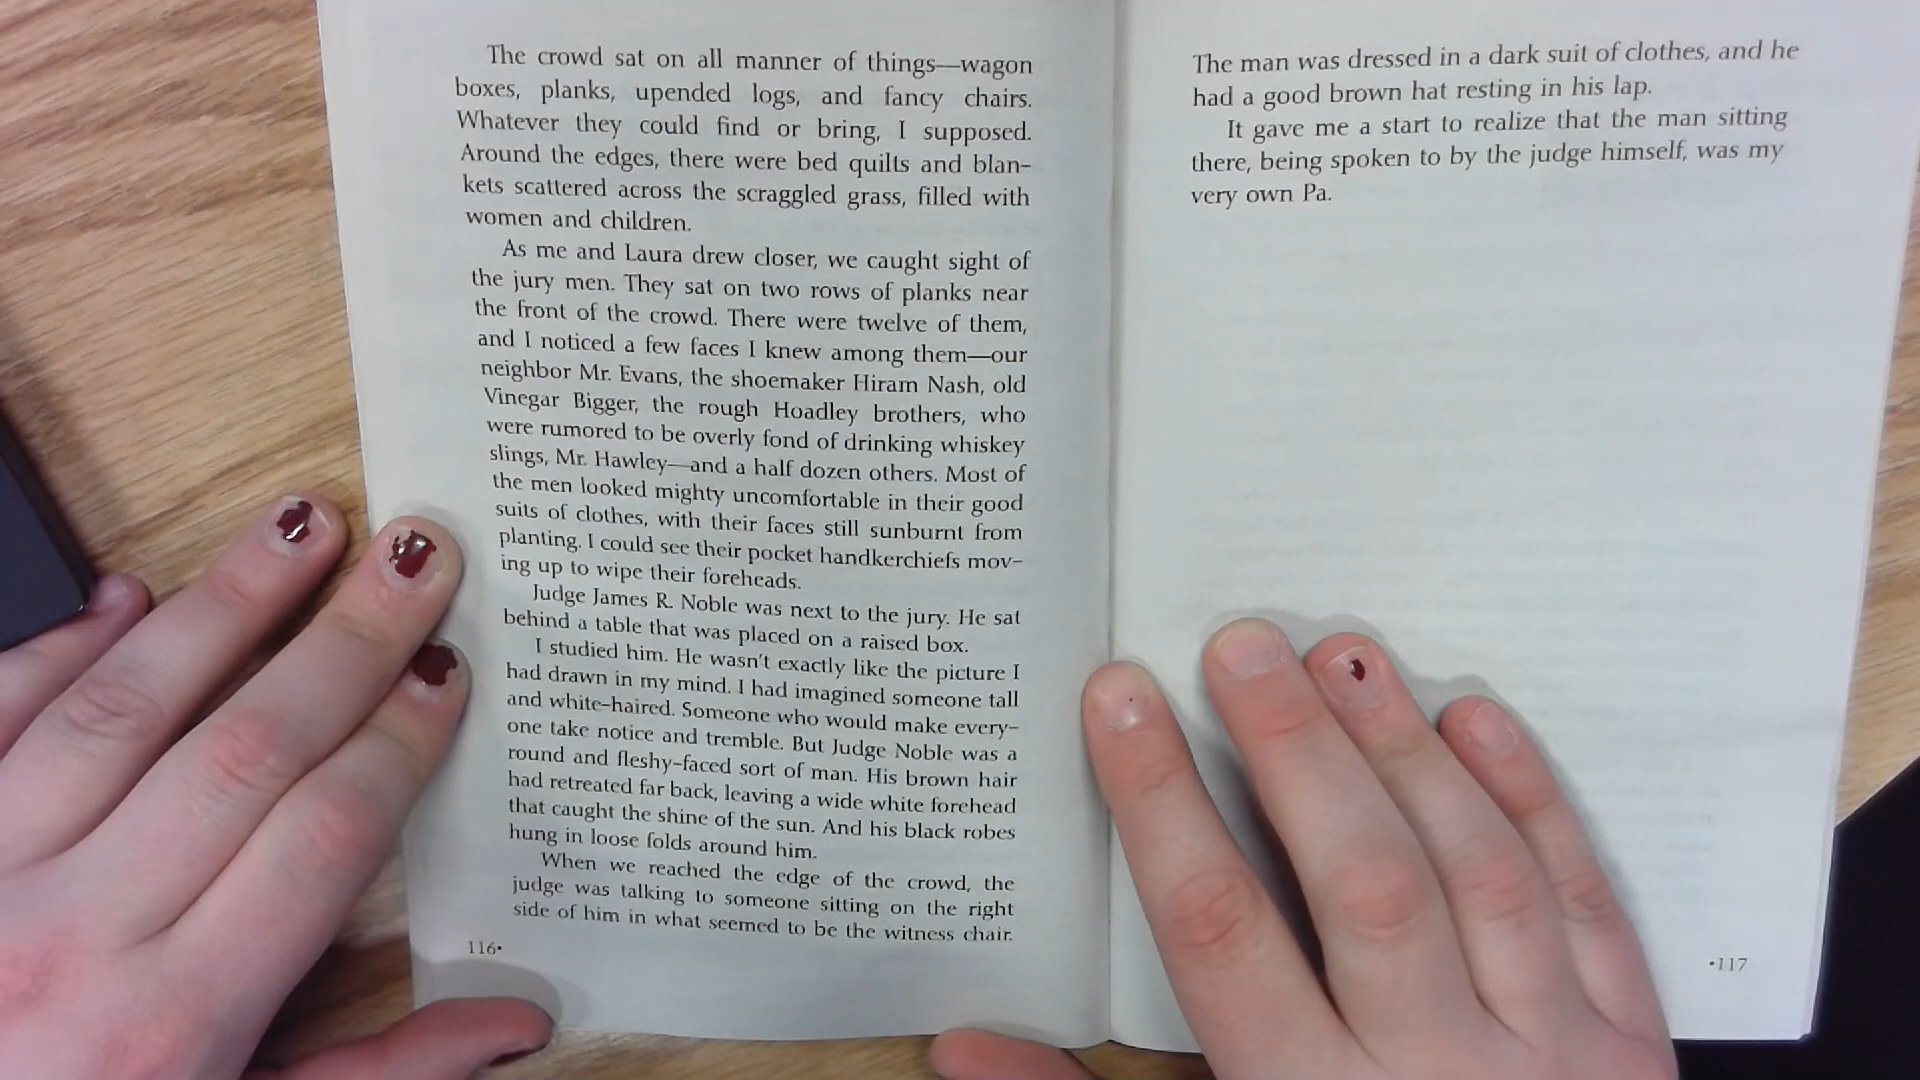 The crowd sat on all manner of things—wagon
boxes, planks, upended logs, and fancy chairs.
Whatever they could find or bring, I supposed.
Around the edges, there were bed quilts and blan-
kets scattered across the scraggled grass, filled with
women and children.
As me and Laura drew closer, we caught sight of
the jury men. They sat on two rows of planks near
the front of the crowd. There were twelve of them,
and I noticed a few faces I knew among them—our
neighbor Mr. Evans, the shoemaker Hiram Nash, old
Vinegar Bigger, the rough Hoadley brothers, who
were rumored to be overly fond of drinking whiskey
slings, Mr. Hawley—and a half dozen others. Most of
the men looked mighty uncomfortable in their good
suits of clothes, with their faces still sunburnt from
planting. I could see their pocket handkerchiefs mov-
ing up to wipe their foreheads.
Judge James R. Noble was next to the jury. He sat
behind a table that was placed on a raised box.
I studied him. He wasn't exactly like the picture I
had drawn in my mind. I had imagined someone tall
and white-haired. Someone who would make every-
one take notice and tremble. But Judge Noble was a
round and fleshy-faced sort of man. His brown hair
had retreated far back, leaving a wide white forehead
that caught the shine of the sun. And his black robes
hung in loose folds around him.
When we reached the edge of the crowd, the
judge was talking to someone sitting on the right
side of him in what seemed to be the witness chair.
116•
The man was dressed in a dark suit of clothes, and he
had a good brown hat resting in his lap.
It gave me a start to realize that the man sitting
there, being spoken to by the judge himself, was my
very own Pa.
•117